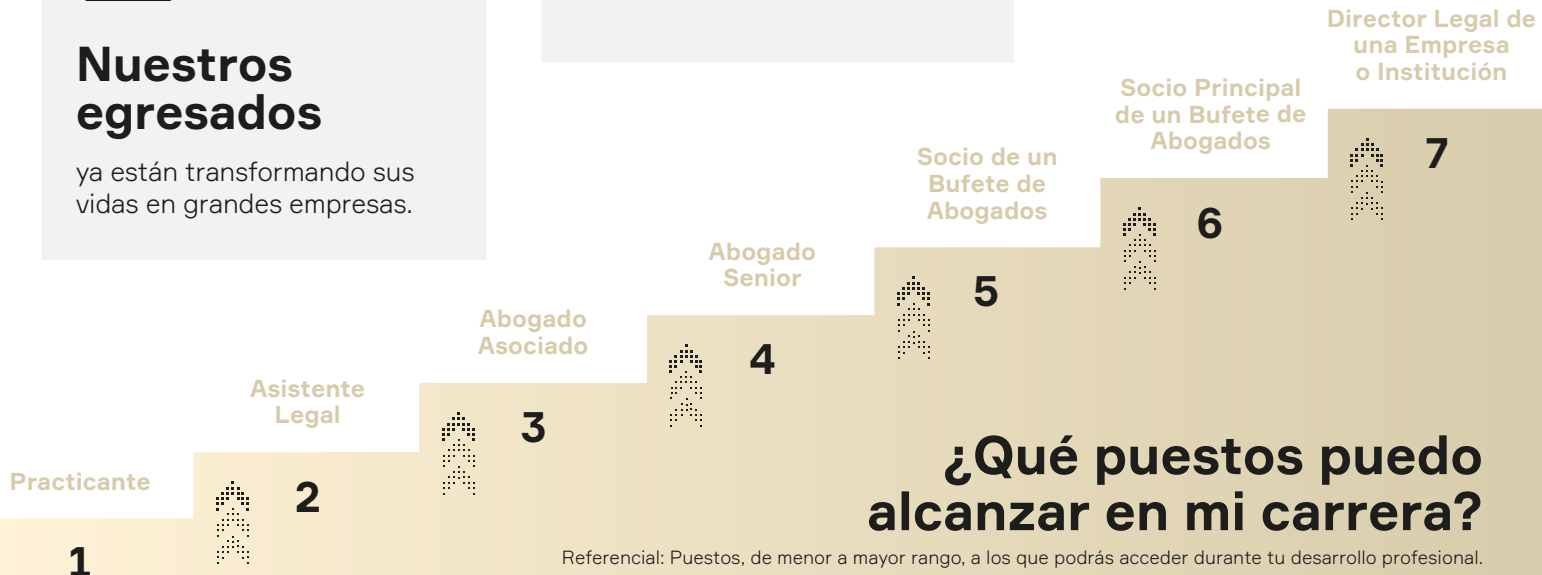 Nuestros
egresados
ya están transformando sus
vidas en grandes empresas.
Practicante
1
Asistente
Legal
2
Abogado
Asociado
3
Abogado
Senior
4
Socio de un
Bufete de
Abogados
5
Socio Principal
de un Bufete de
Abogados
6
Director Legal de
una Empresa
o Institución
7
¿Qué puestos puedo
alcanzar en mi carrera?
Referencial: Puestos, de menor a mayor rango, a los que podrás acceder durante tu desarrollo profesional.